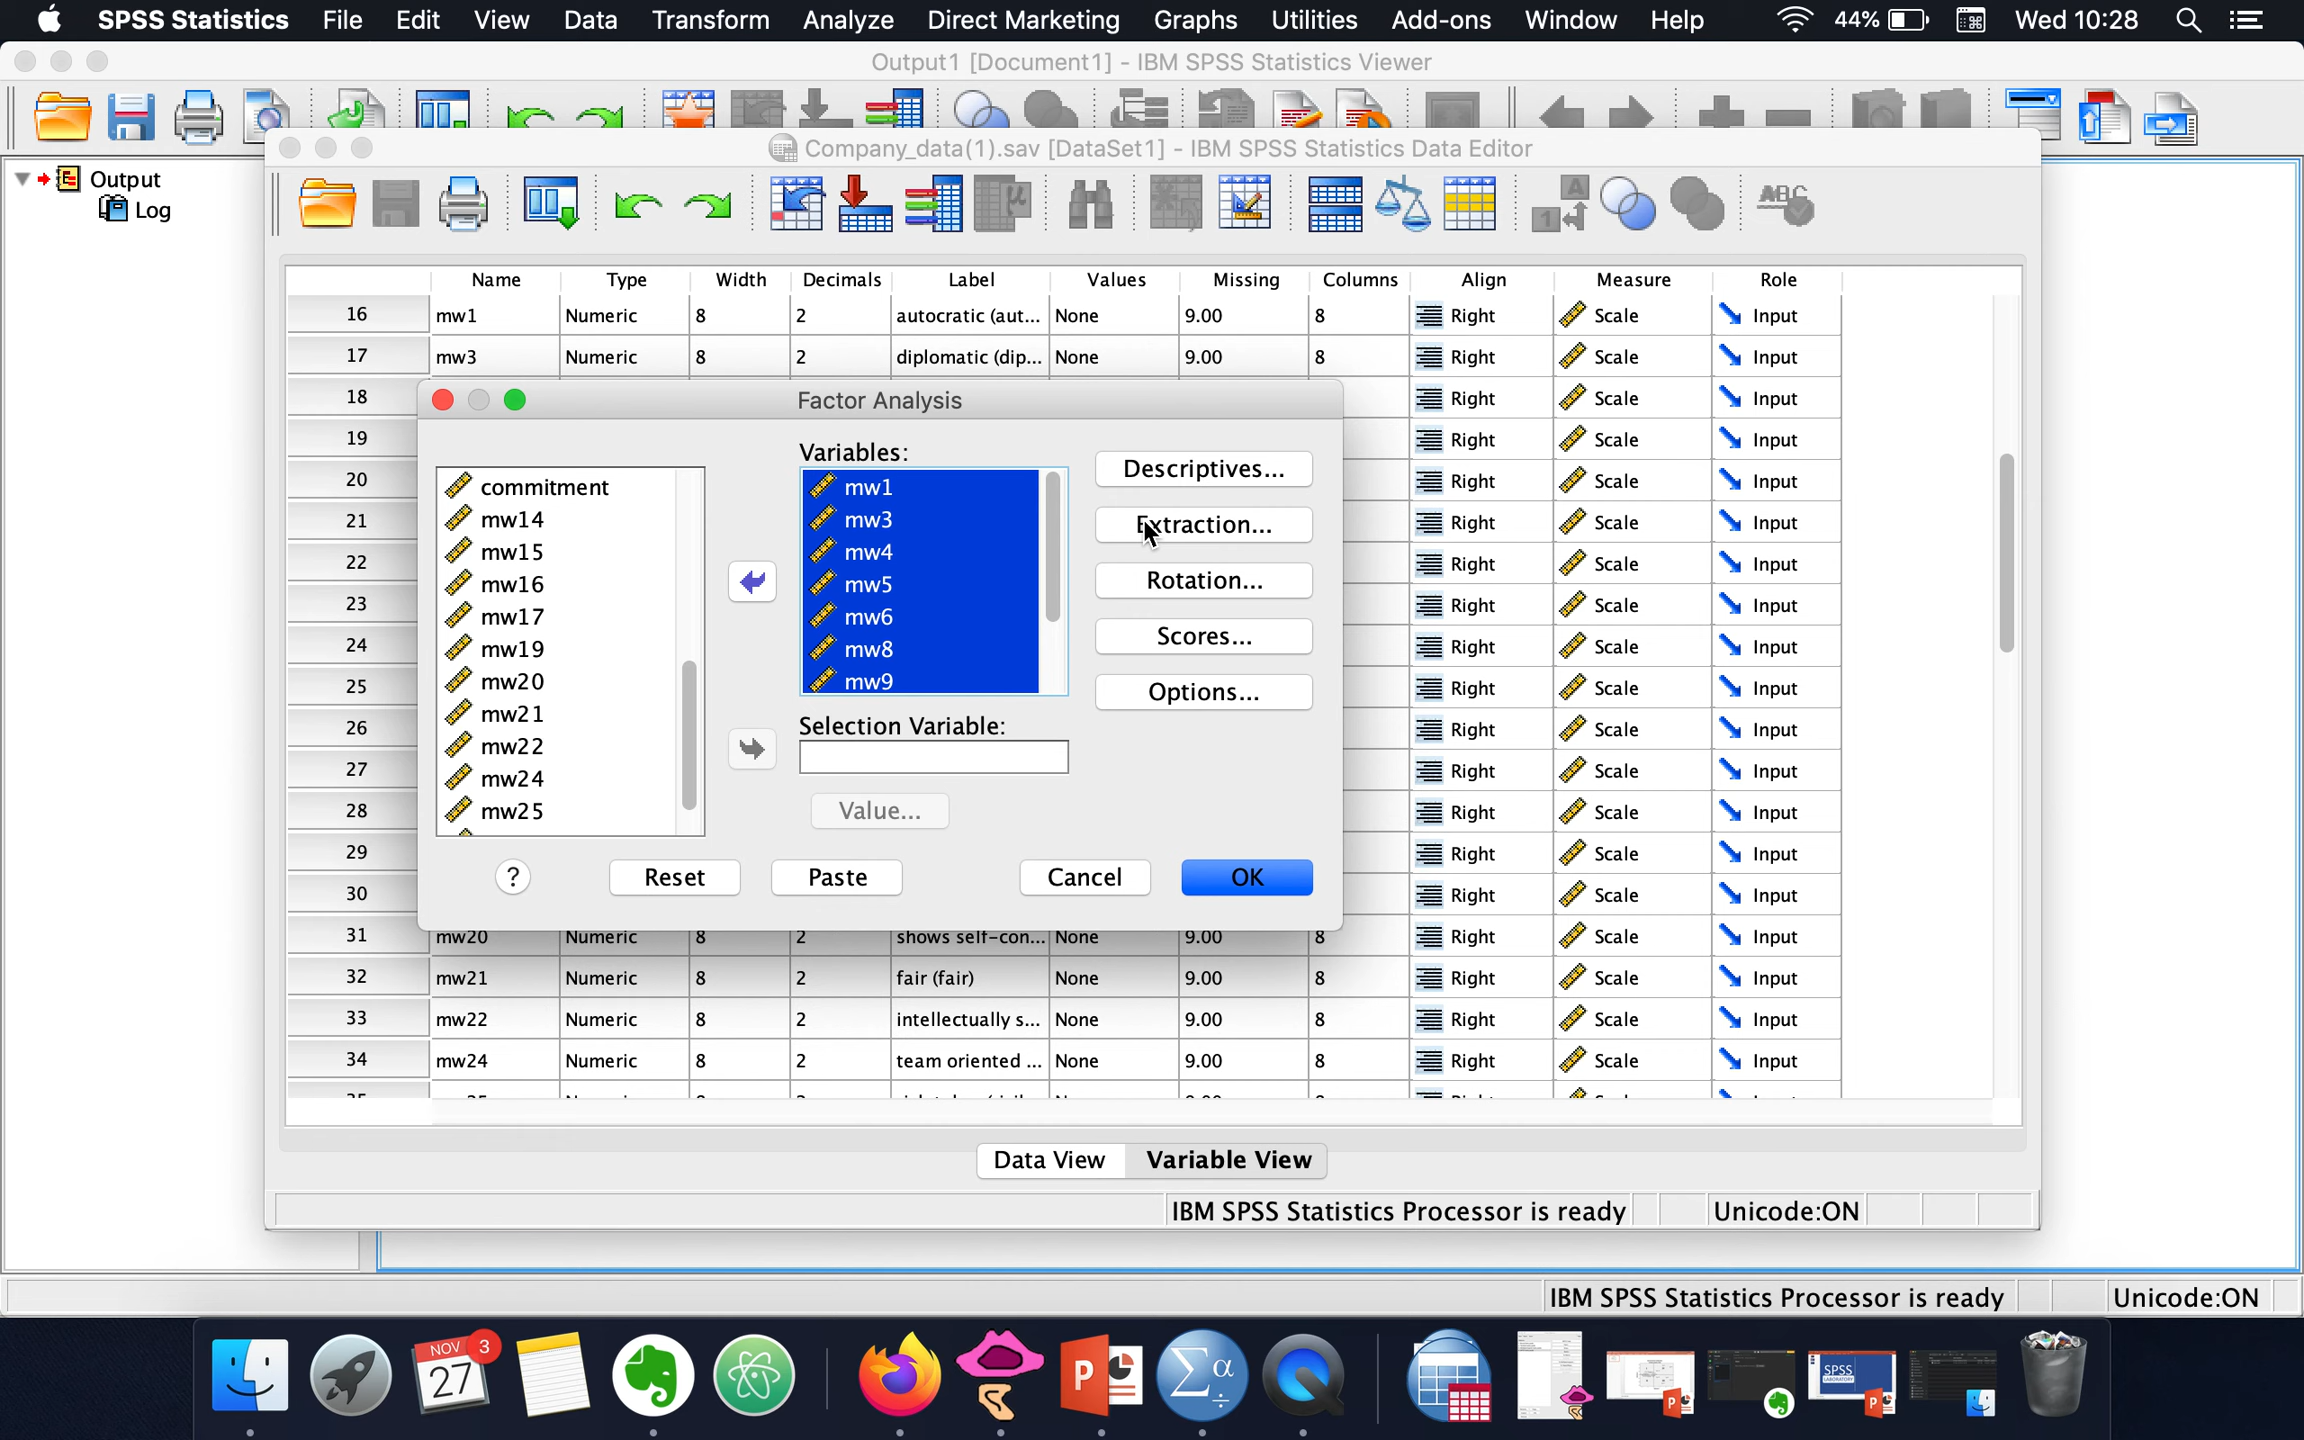 SPSS Statistics File Edit View Data Transform Analyze Direct Marketing Graphs Utilities Add-ons Window Help 44% Wed 10:28
Output1 [Document1] - IBM SPSS Statistics Viewer
Company_data(1).sav [DataSet1] - IBM SPSS Statistics Data Editor
Output
Log
Name Type Width Decimals Label Values Missing Columns Align Measure Role
16 mw1 Numeric 8 2 autocratic (aut... None 9.00 8 Right Scale Input
17 mw3 Numeric 8 2 diplomatic (dip... None 9.00 8 Right Scale Input
18 Right Scale Input
19 Right Scale Input
20 Right Scale Input
21 Right Scale Input
22 Right Scale Input
23 Right Scale Input
24 Right Scale Input
25 Right Scale Input
26 Right Scale Input
27 Right Scale Input
28 Right Scale Input
29 Right Scale Input
30 Right Scale Input
31 mw20 Numeric 8 2 shows self-con... None 9.00 8 Right Scale Input
32 mw21 Numeric 8 2 fair (fair) None 9.00 8 Right Scale Input
33 mw22 Numeric 8 2 intellectually s... None 9.00 8 Right Scale Input
34 mw24 Numeric 8 2 team oriented ... None 9.00 8 Right Scale Input
Factor Analysis
commitment
mw14
mw15
mw16
mw17
mw19
mw20
mw21
mw22
mw24
mw25
Variables:
mw1
mw3
mw4
mw5
mw6
mw8
mw9
Selection Variable:
Value...
Descriptives...
Extraction...
Rotation...
Scores...
Options...
? Reset Paste Cancel OK
Data View Variable View
IBM SPSS Statistics Processor is ready Unicode:ON
IBM SPSS Statistics Processor is ready Unicode:ON
NOV 3
27
P
Σα
÷
SPSS